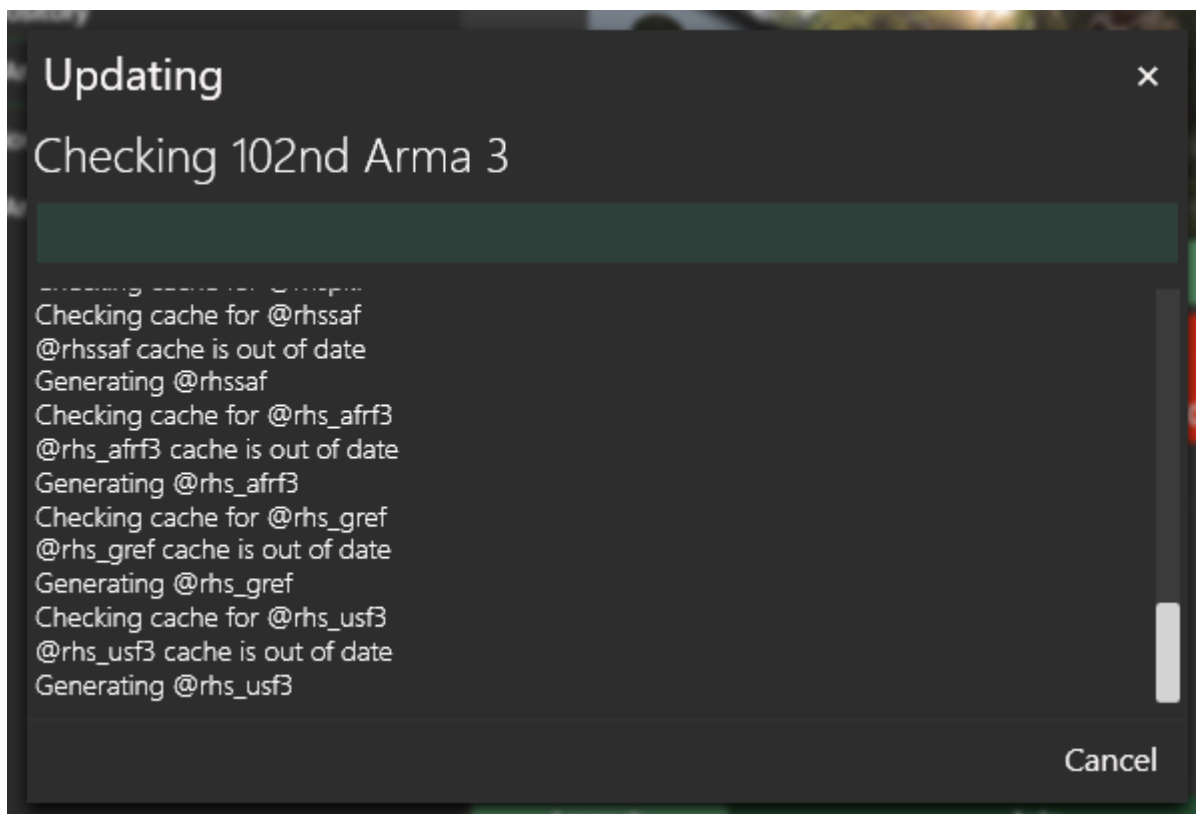 Updating
×
Checking 102nd Arma 3
Checking cache for @rhssaf
@rhssaf cache is out of date
Generating @rhssaf
Checking cache for @rhs_afrf3
@rhs_afrf3 cache is out of date
Generating @rhs_afrf3
Checking cache for @rhs_gref
@rhs_gref cache is out of date
Generating @rhs_gref
Checking cache for @rhs_usf3
@rhs_usf3 cache is out of date
Generating @rhs_usf3
Cancel